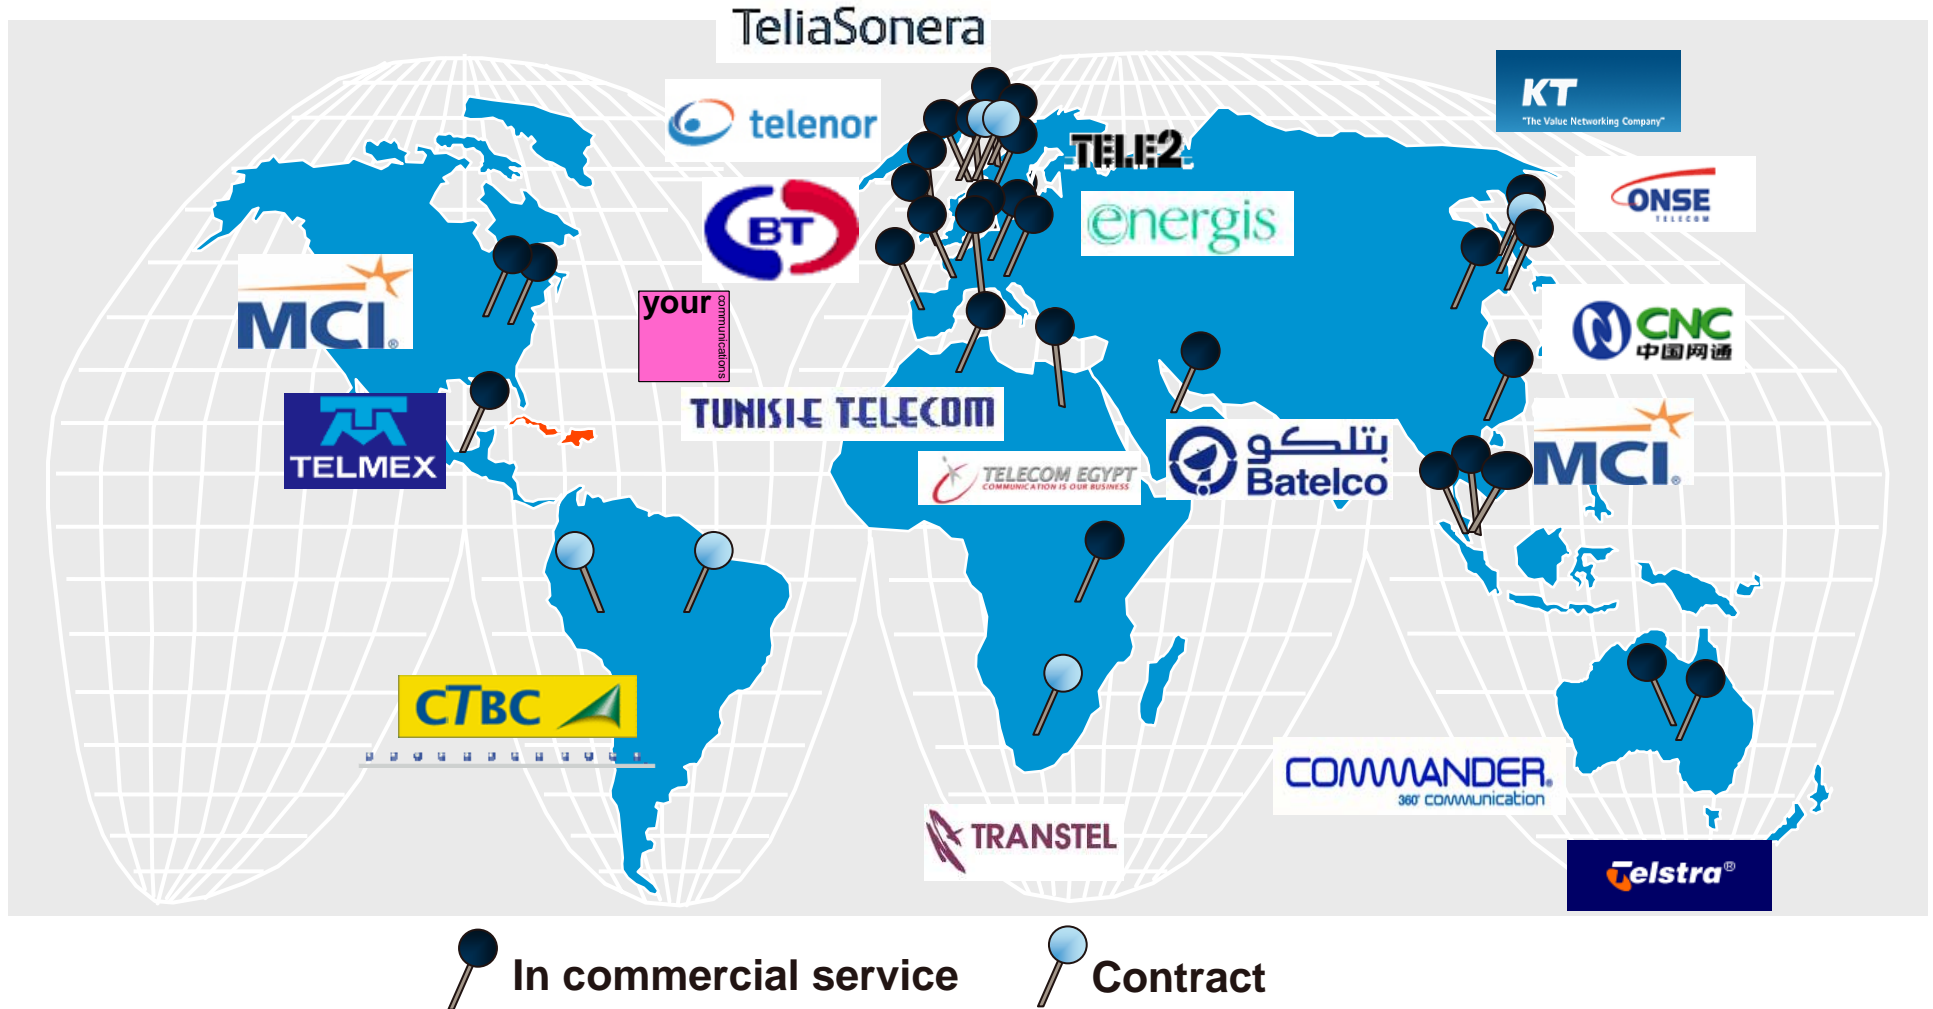 TeliaSonera
telenor
KT
"The Value Networking Company"
TELE2
ONSE
TELECOM
BT
energis
MCI®
your
communications
CNC
中国网通
TUNISIE TELECOM
TELMEX
TELECOM EGYPT
COMMUNICATION IS OUR BUSINESS
بتلكو
Batelco
MCI®
CTBC
COMMANDER®
360° communication
TRANSTEL
Telstra®
In commercial service
Contract